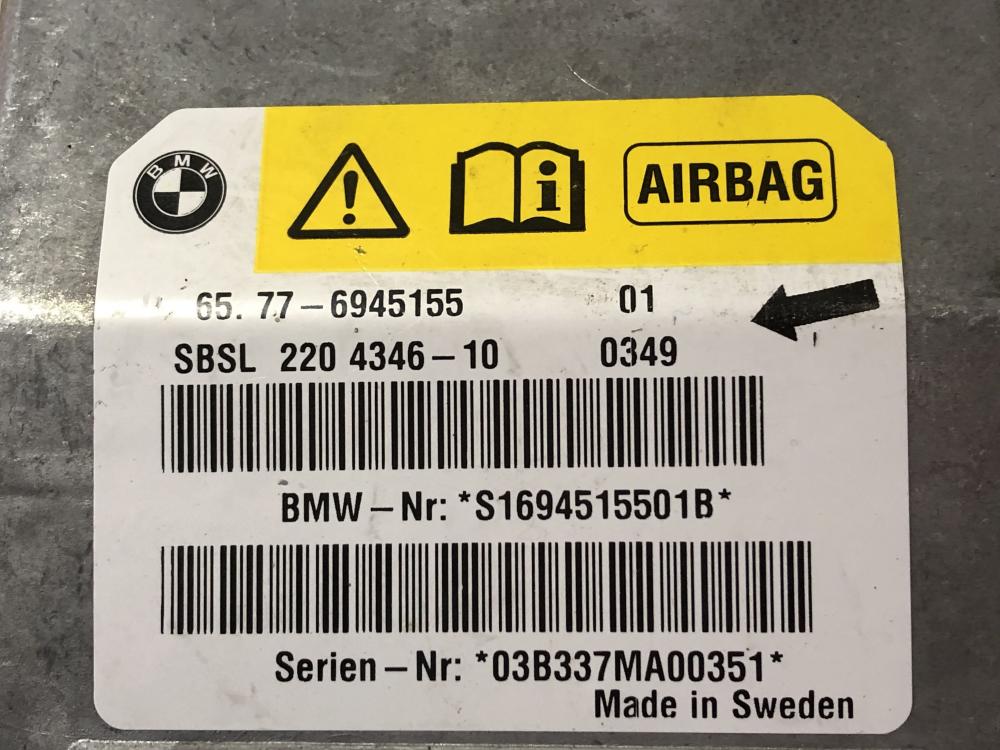 BMW
i
AIRBAG
65. 77-6945155 01
SBSL 220 4346-10 0349
BMW-Nr: *S1694515501B*
Serien-Nr: *03B337MA00351*
Made in Sweden